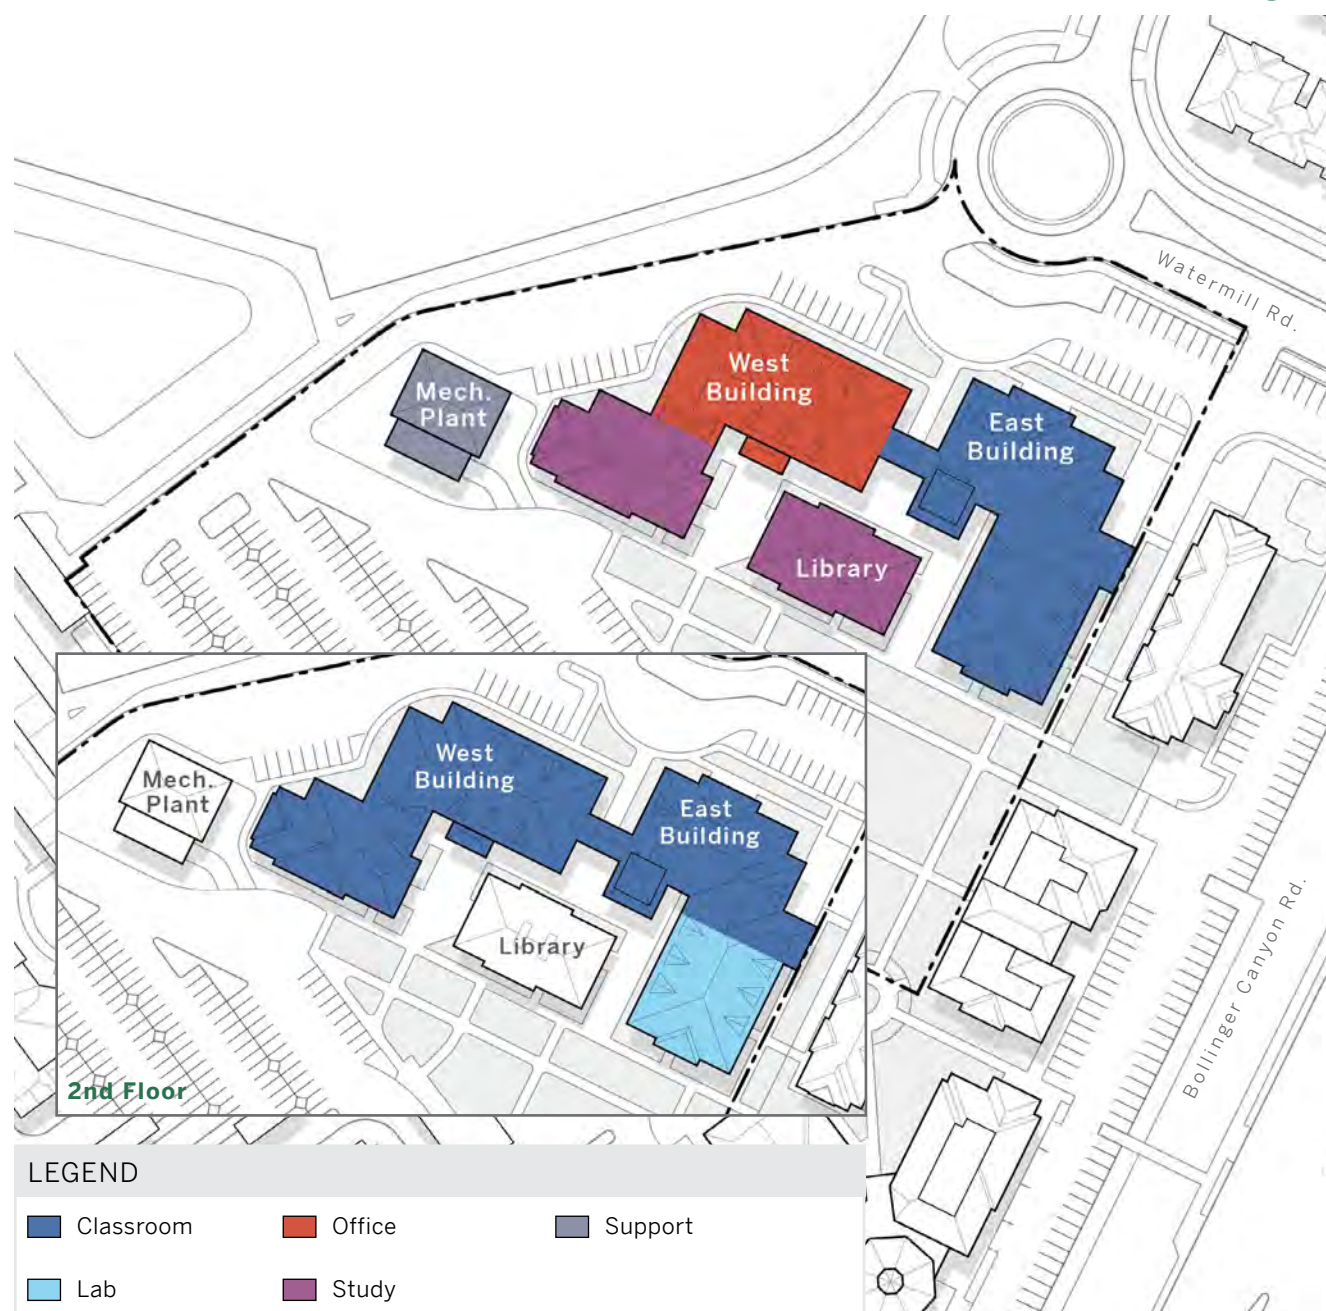 Watermill Rd.
West
Building
Mech.
Plant
East
Building
Library
West
Building
Mech.
Plant
East
Building
Library
Bollinger Canyon Rd.
2nd Floor
LEGEND
Classroom
Office
Support
Lab
Study